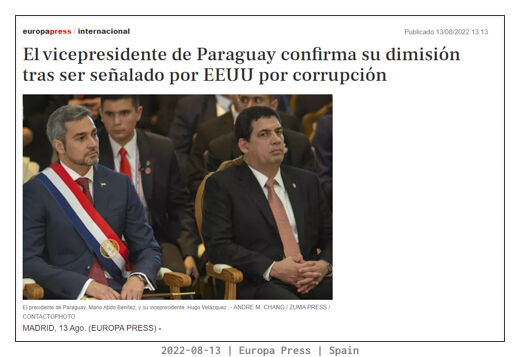 europapress / internacional
Publicado 13/08/2022 13:13
El vicepresidente de Paraguay confirma su dimisión
tras ser señalado por EEUU por corrupción
El presidente de Paraguay, Mario Abdo Benítez, y su vicepresidente, Hugo Velázquez. - ANDRE M. CHANG / ZUMA PRESS /
CONTACTOPHOTO
MADRID, 13 Ago. (EUROPA PRESS) -
2022-08-13 | Europa Press | Spain